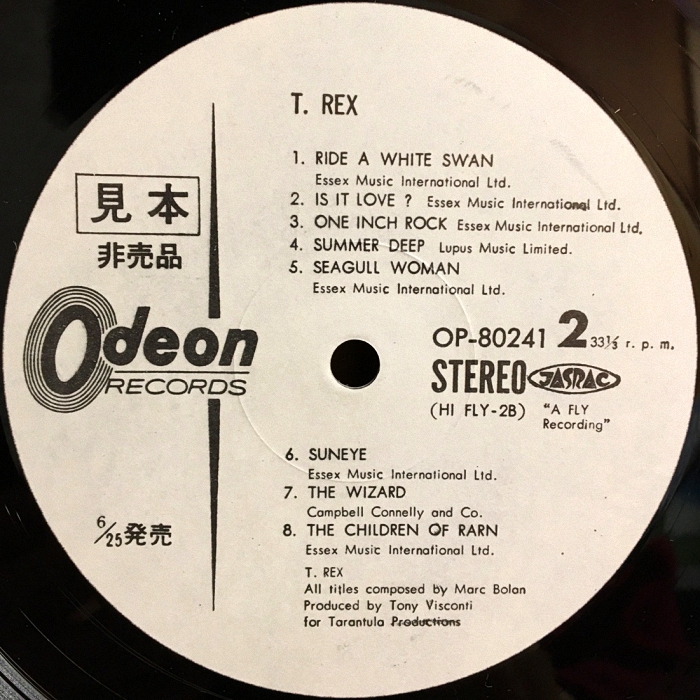 T. REX
1. RIDE A WHITE SWAN
Essex Music International Ltd.
2. IS IT LOVE ? Essex Music International Ltd.
3. ONE INCH ROCK Essex Music International Ltd.
4. SUMMER DEEP Lupus Music Limited.
5. SEAGULL WOMAN
Essex Music International Ltd.
見本
非売品
Odeon
RECORDS
OP-80241 2 33⅓ r. p. m.
STEREO JASRAC
(HI FLY-2B) "A FLY
Recording"
6. SUNEYE
Essex Music International Ltd.
7. THE WIZARD
Campbell Connelly and Co.
8. THE CHILDREN OF RARN
Essex Music International Ltd.
6/25発売
T. REX
All titles composed by Marc Bolan
Produced by Tony Visconti
for Tarantula Productions